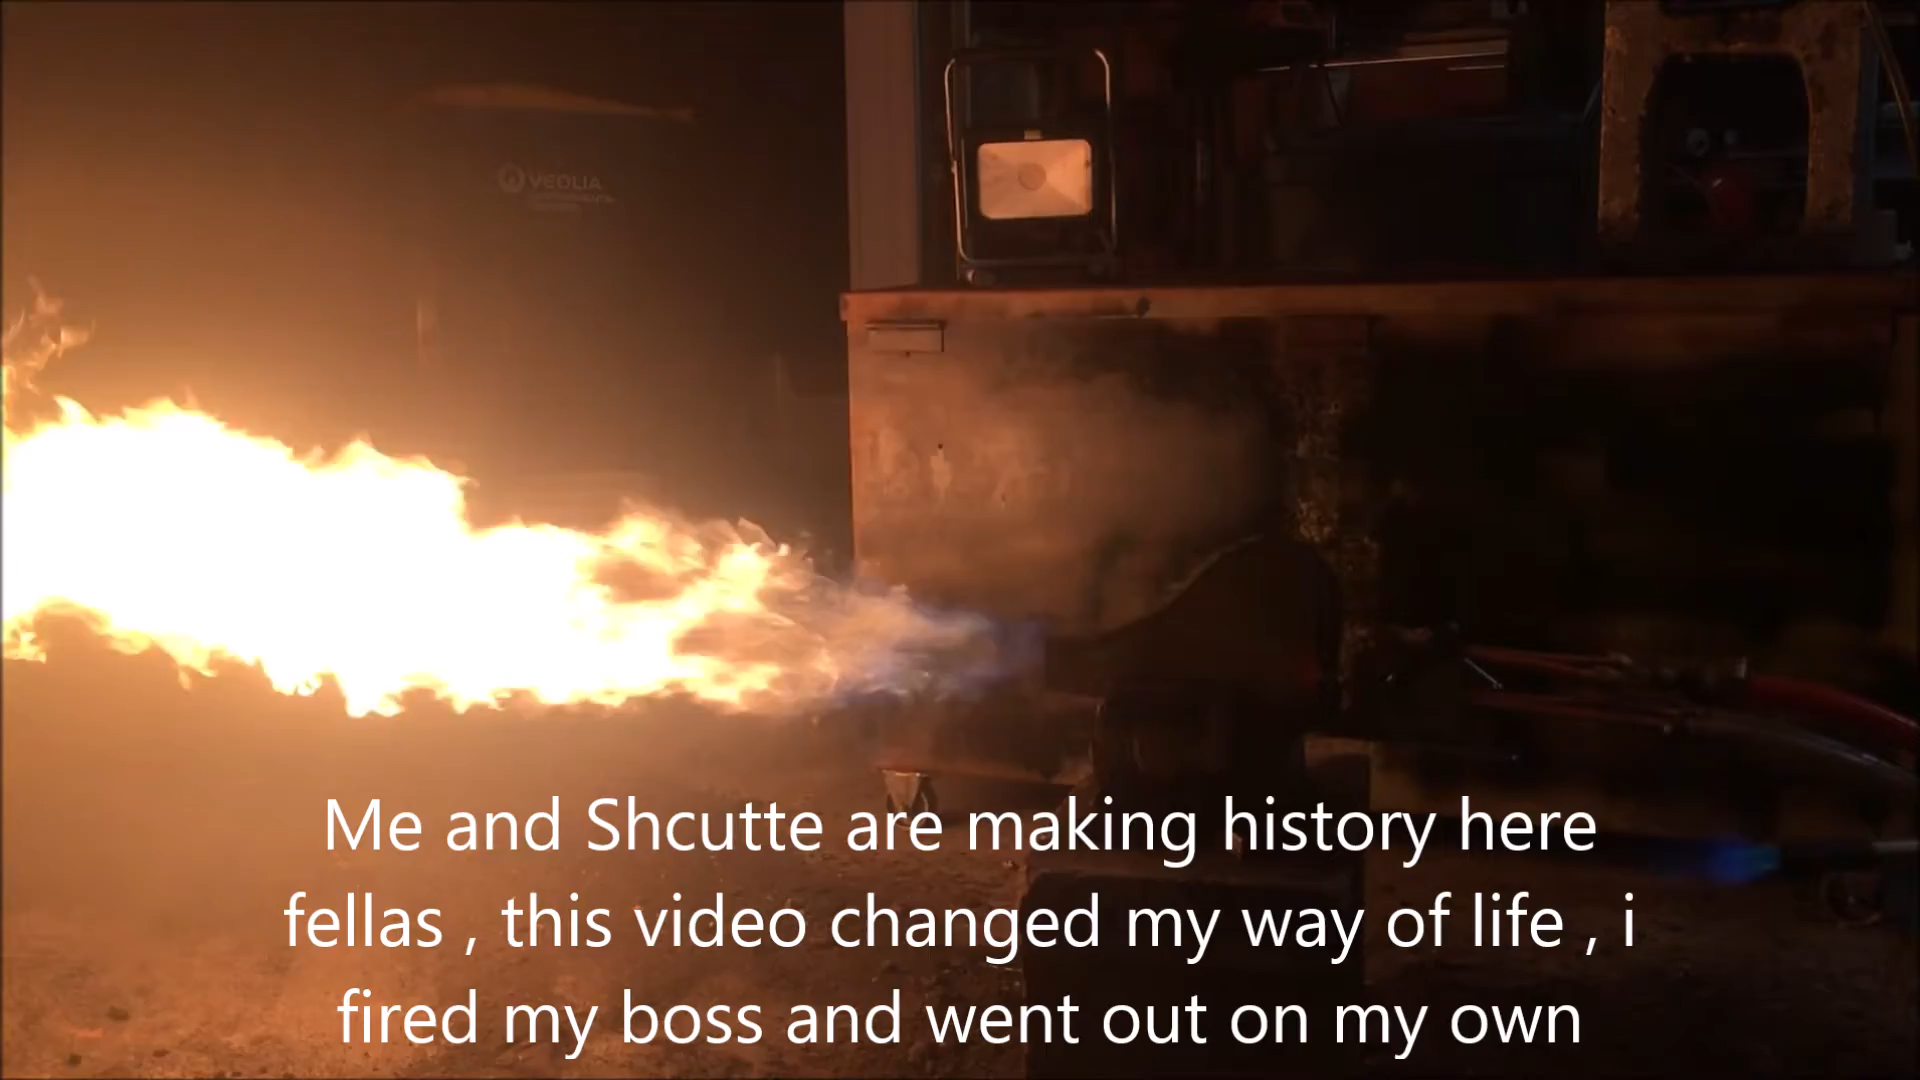 VEOLIA
Me and Shcutte are making history here
fellas , this video changed my way of life , i
fired my boss and went out on my own